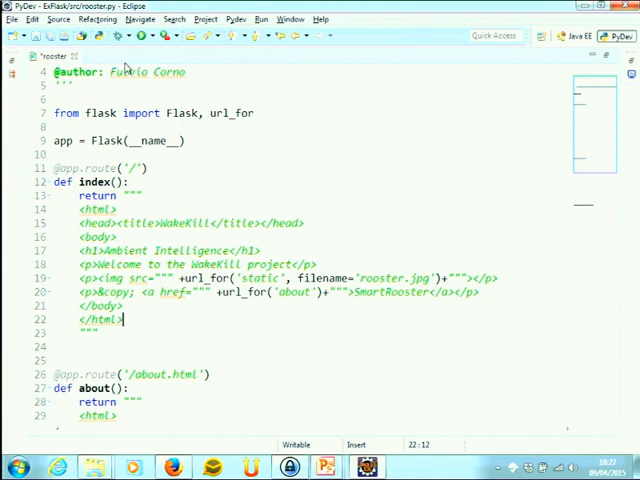 PyDev - ExFlask/src/rooster.py - Eclipse
File Edit Source Refactoring Navigate Search Project Pydev Run Window Help
Quick Access Java EE PyDev
*rooster
4 @author: Fulvio Corno
5 '''
6
7 from flask import Flask, url_for
8
9 app = Flask(__name__)
10
11 @app.route('/')
12 def index():
13 return """
14 <html>
15 <head><title>WakeKill</title></head>
16 <body>
17 <h1>Ambient Intelligence</h1>
18 <p>Welcome to the WakeKill project</p>
19 <p><img src=""" +url_for('static', filename='rooster.jpg')+"""></p>
20 <p>&copy; <a href=""" +url_for('about')+""">SmartRooster</a></p>
21 </body>
22 </html>
23 """
24
25
26 @app.route('/about.html')
27 def about():
28 return """
29 <html>
Writable Insert 22:12
18:27
09/04/2015